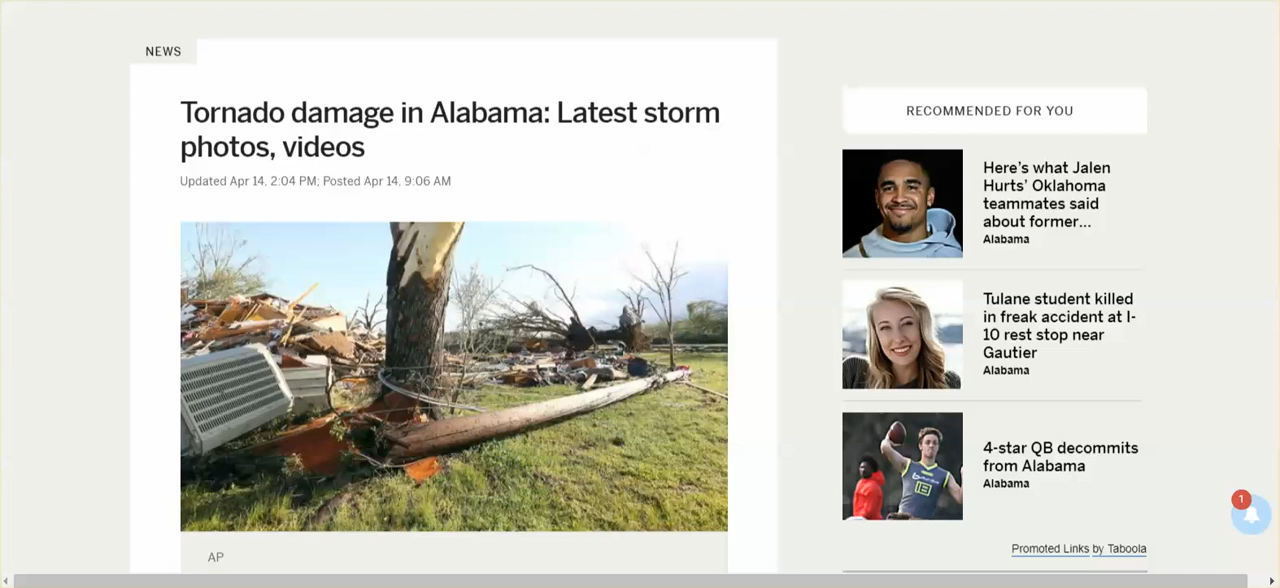 NEWS
Tornado damage in Alabama: Latest storm
photos, videos
Updated Apr 14, 2:04 PM; Posted Apr 14, 9:06 AM
AP
RECOMMENDED FOR YOU
Here's what Jalen
Hurts' Oklahoma
teammates said
about former...
Alabama
Tulane student killed
in freak accident at I-
10 rest stop near
Gautier
Alabama
4-star QB decommits
from Alabama
Alabama
Promoted Links by Taboola
1